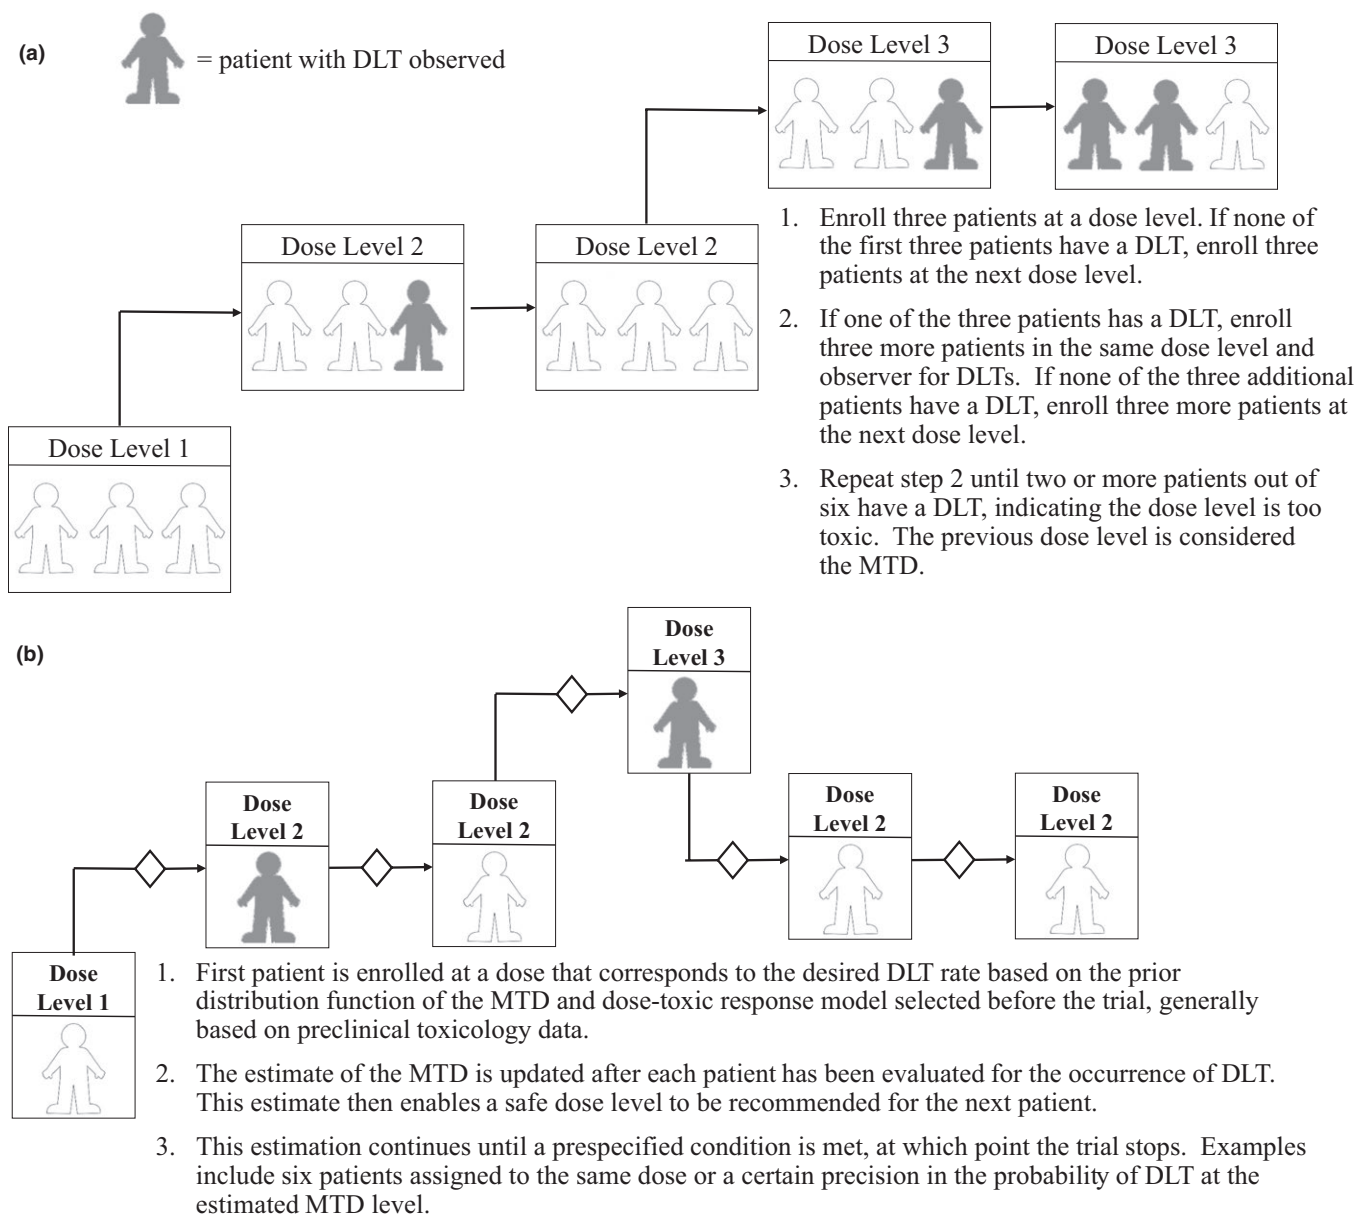 (a)
= patient with DLT observed
Dose Level 3
Dose Level 3
Dose Level 2
Dose Level 2
Dose Level 1
1. Enroll three patients at a dose level. If none of
the first three patients have a DLT, enroll three
patients at the next dose level.
2. If one of the three patients has a DLT, enroll
three more patients in the same dose level and
observer for DLTs. If none of the three additional
patients have a DLT, enroll three more patients at
the next dose level.
3. Repeat step 2 until two or more patients out of
six have a DLT, indicating the dose level is too
toxic. The previous dose level is considered
the MTD.
(b)
Dose
Level 3
Dose
Level 2
Dose
Level 2
Dose
Level 2
Dose
Level 2
Dose
Level 1
1. First patient is enrolled at a dose that corresponds to the desired DLT rate based on the prior
distribution function of the MTD and dose-toxic response model selected before the trial, generally
based on preclinical toxicology data.
2. The estimate of the MTD is updated after each patient has been evaluated for the occurrence of DLT.
This estimate then enables a safe dose level to be recommended for the next patient.
3. This estimation continues until a prespecified condition is met, at which point the trial stops. Examples
include six patients assigned to the same dose or a certain precision in the probability of DLT at the
estimated MTD level.